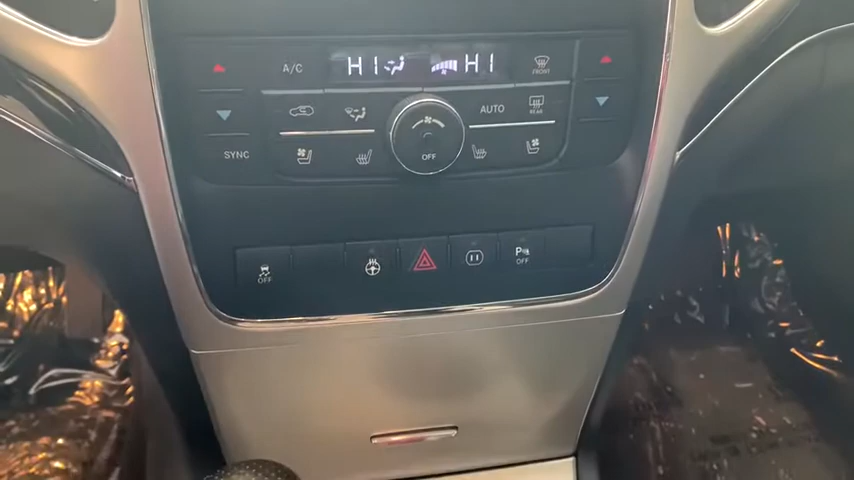 HI HI
A/C FRONT
AUTO REAR
SYNC OFF
OFF P OFF